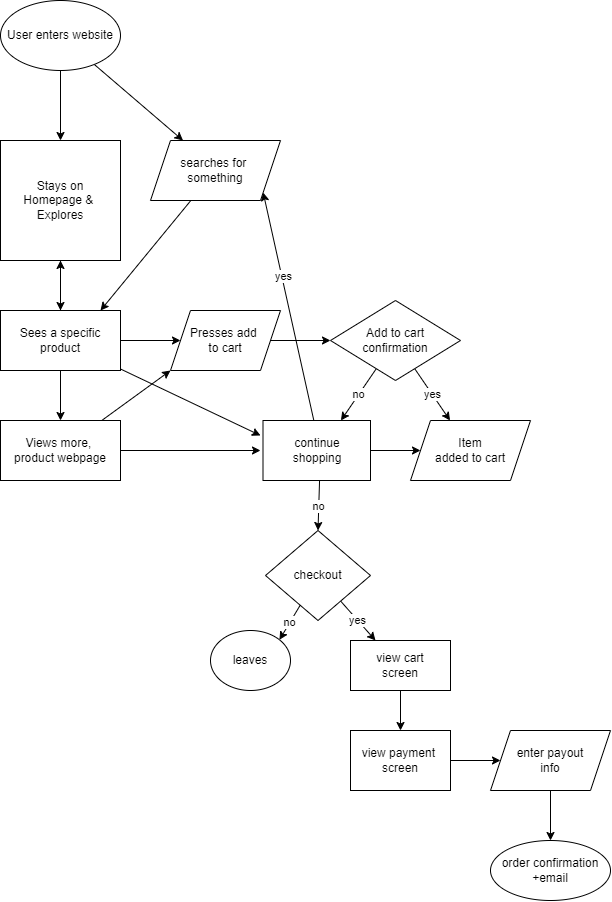 User enters website
searches for
something
Stays on
Homepage &
Explores
yes
Sees a specific
product
Presses add
to cart
Add to cart
confirmation
no
yes
Views more,
product webpage
continue
shopping
Item
added to cart
no
checkout
no
yes
leaves
view cart
screen
view payment
screen
enter payout
info
order confirmation
+email